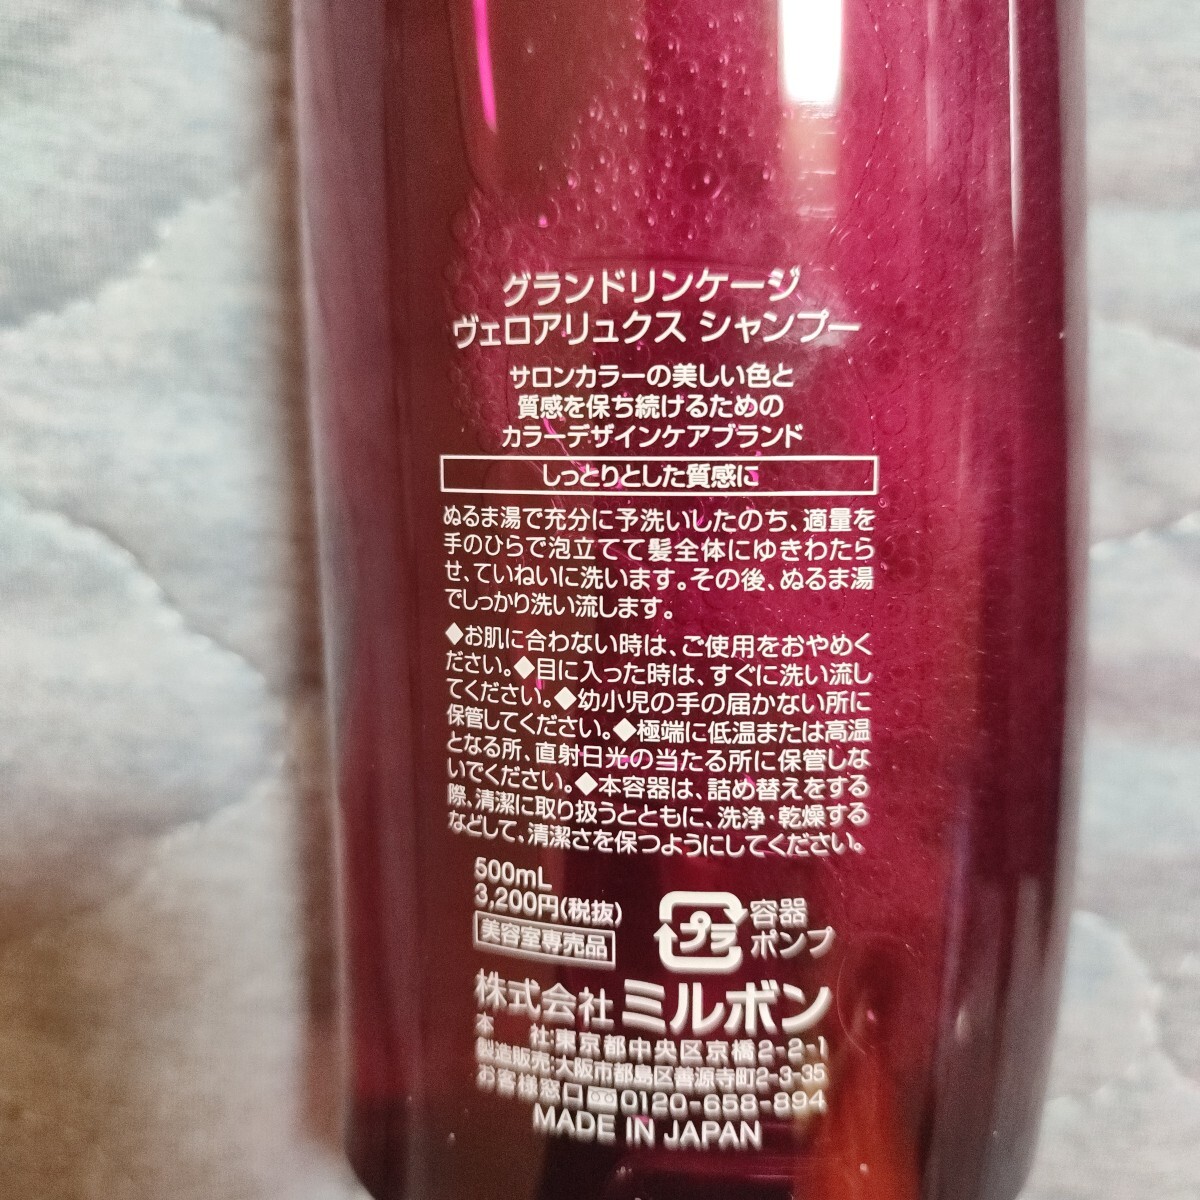 グランドリンケージ
ヴェロアリュクス シャンプー
サロンカラーの美しい色と
質感を保ち続けるための
カラーデザインケアブランド
しっとりとした質感に
ぬるま湯で充分に予洗いしたのち、適量を
手のひらで泡立てて髪全体にゆきわたら
せ、ていねいに洗います。その後、ぬるま湯
でしっかり洗い流します。
◆お肌に合わない時は、ご使用をおやめく
ださい。◆目に入った時は、すぐに洗い流し
てください。◆幼小児の手の届かない所に
保管してください。◆極端に低温または高温
となる所、直射日光の当たる所に保管しな
いでください。◆本容器は、詰め替えをする
際、清潔に取り扱うとともに、洗浄・乾燥する
などして、清潔さを保つようにしてください。
500mL
3,200円(税抜)
美容室専売品
プラ
容器
ポンプ
株式会社 ミルボン
本 社:東京都中央区京橋2-2-1
製造販売:大阪市都島区善源寺町2-3-35
お客様窓口 0120-658-894
MADE IN JAPAN